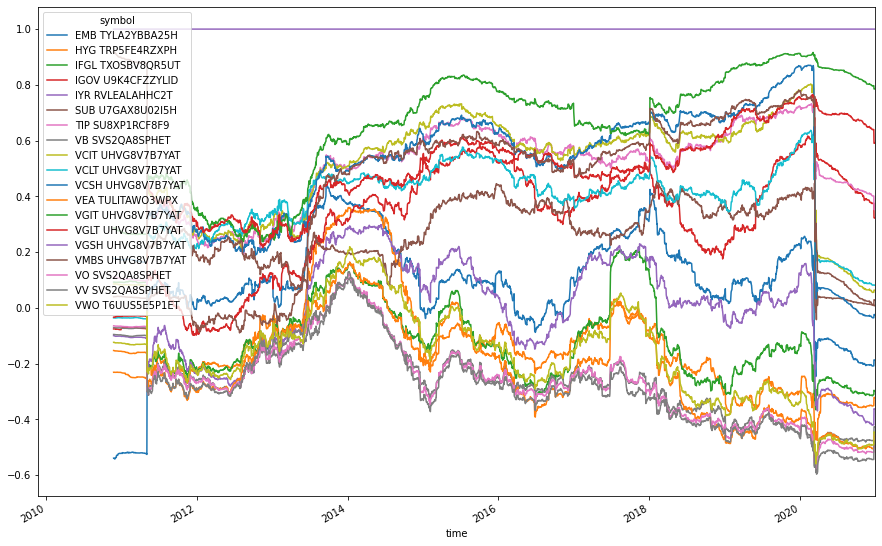 symbol
EMB TYLA2YBBA25H
HYG TRP5FE4RZXPH
IFGL TXOSBV8QR5UT
IGOV U9K4CFZZYLID
IYR RVLEALAHHC2T
SUB U7GAX8U02I5H
TIP SU8XP1RCF8F9
VB SVS2QA8SPHET
VCIT UHVG8V7B7YAT
VCLT UHVG8V7B7YAT
VCSH UHVG8V7B7YAT
VEA TULITAWO3WPX
VGIT UHVG8V7B7YAT
VGLT UHVG8V7B7YAT
VGSH UHVG8V7B7YAT
VMBS UHVG8V7B7YAT
VO SVS2QA8SPHET
VV SVS2QA8SPHET
VWO T6UUS5E5P1ET
1.0
0.8
0.6
0.4
0.2
0.0
−0.2
−0.4
−0.6
2010
2012
2014
2016
2018
2020
time